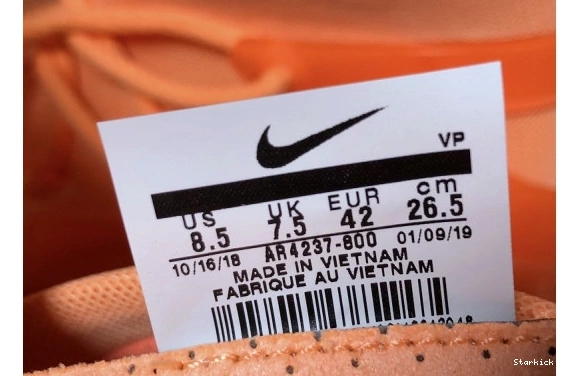 VP
US UK EUR cm
8.5 7.5 42 26.5
10/16/18 AR4237-800 01/09/19
MADE IN VIETNAM
FABRIQUE AU VIETNAM
Starkick